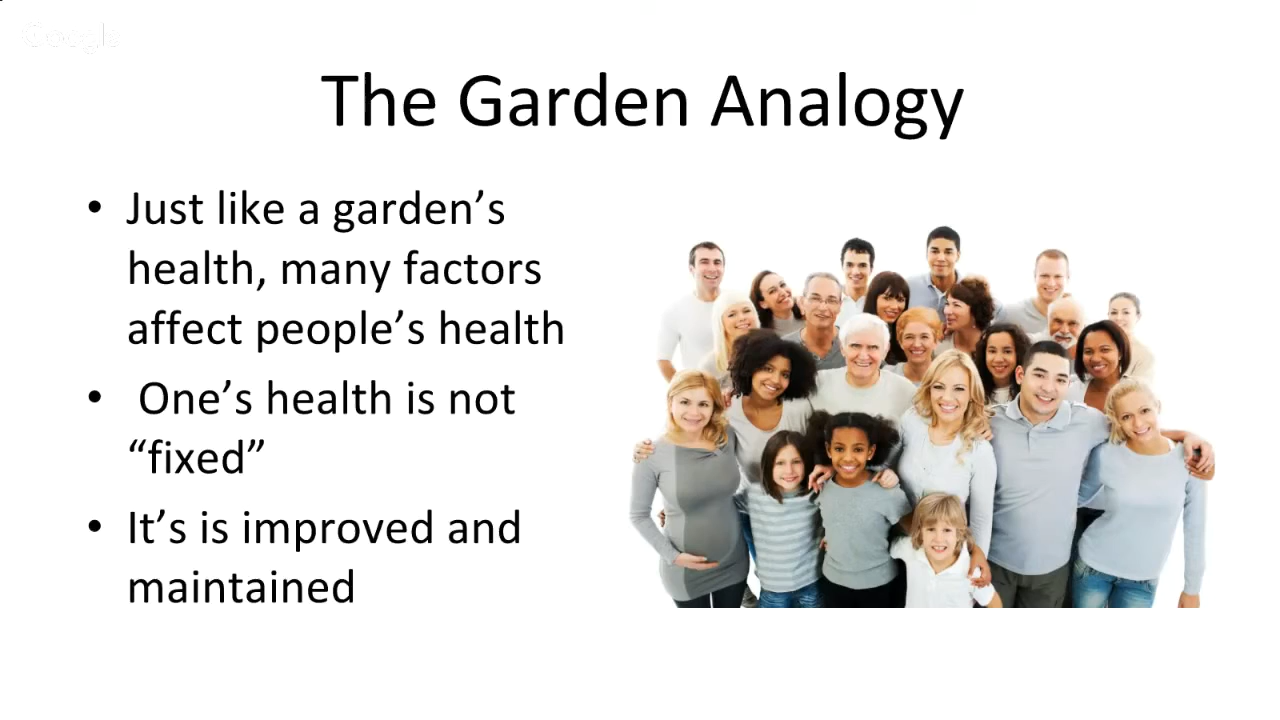 Google
The Garden Analogy
• Just like a garden’s
health, many factors
affect people’s health
• One’s health is not
“fixed”
• It’s is improved and
maintained